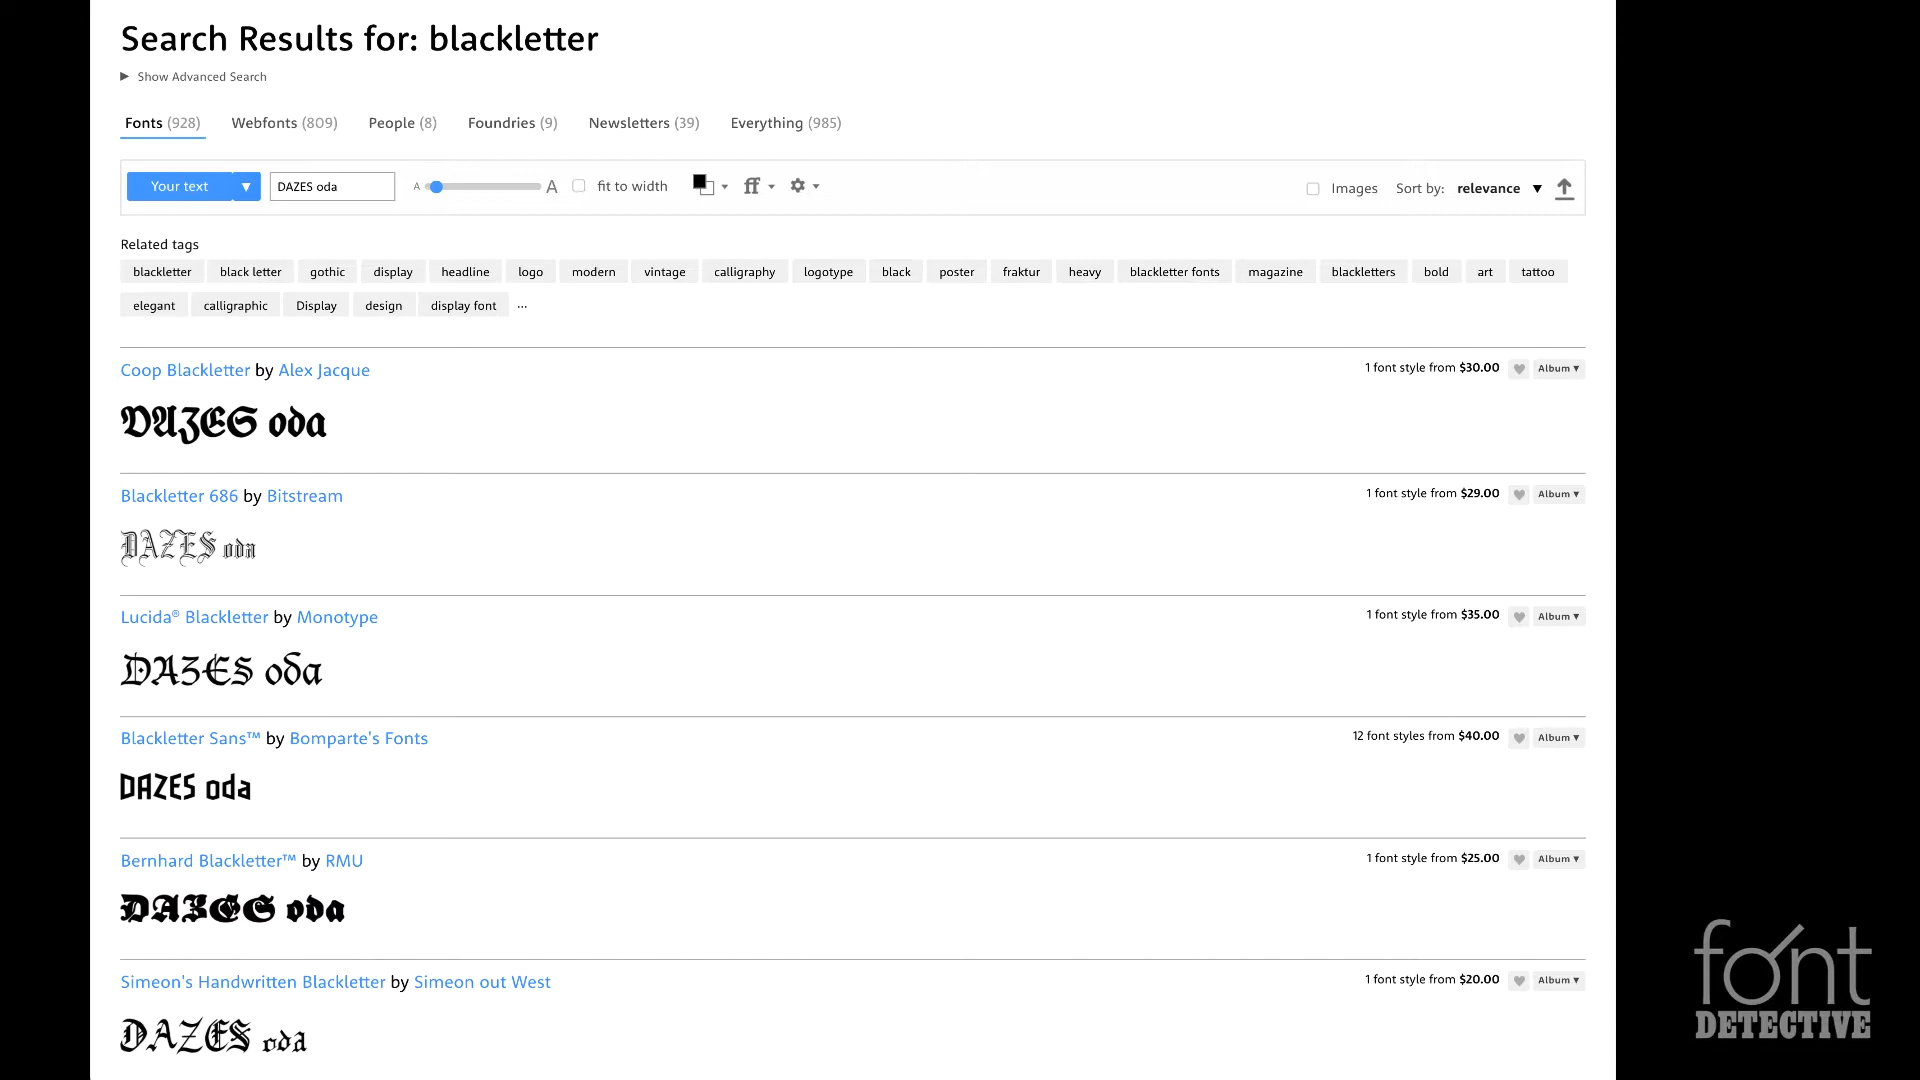 Search Results for: blackletter
▶ Show Advanced Search
Fonts (928) Webfonts (809) People (8) Foundries (9) Newsletters (39) Everything (985)
Your text ▼ DAZES oda A A fit to width ff Images Sort by: relevance ▼
Related tags
blackletter black letter gothic display headline logo modern vintage calligraphy logotype black poster fraktur heavy blackletter fonts magazine blackletters bold art tattoo
elegant calligraphic Display design display font ...
Coop Blackletter by Alex Jacque 1 font style from $30.00 Album ▼
DAZES oda
Blackletter 686 by Bitstream 1 font style from $29.00 Album ▼
DAZES oda
Lucida® Blackletter by Monotype 1 font style from $35.00 Album ▼
DAZES oda
Blackletter Sans™ by Bomparte's Fonts 12 font styles from $40.00 Album ▼
DAZES oda
Bernhard Blackletter™ by RMU 1 font style from $25.00 Album ▼
DAZES oda
Simeon's Handwritten Blackletter by Simeon out West 1 font style from $20.00 Album ▼
DAZES oda
font
DETECTIVE